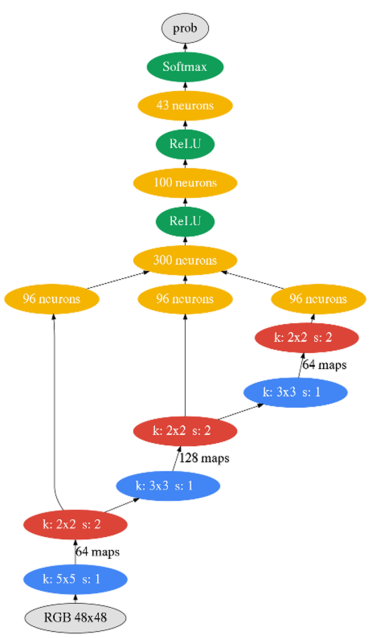 prob
Softmax
43 neurons
ReLU
100 neurons
ReLU
300 neurons
96 neurons
96 neurons
96 neurons
k: 2x2 s: 2
64 maps
k: 3x3 s: 1
k: 2x2 s: 2
128 maps
k: 3x3 s: 1
k: 2x2 s: 2
64 maps
k: 5x5 s: 1
RGB 48x48